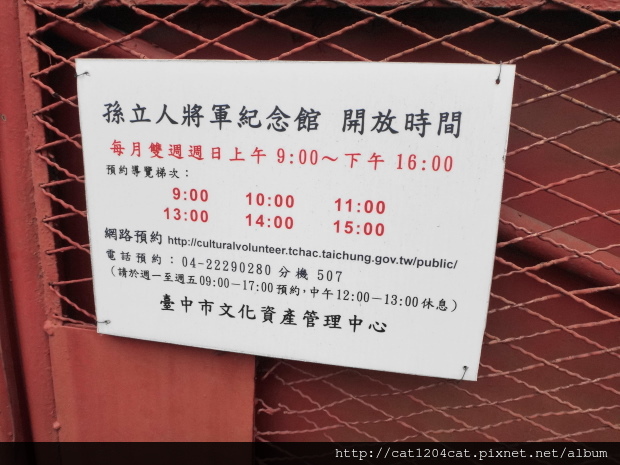 孫立人將軍紀念館 開放時間
每月雙週週日上午 9:00～下午 16:00
預約導覽梯次：
9:00 10:00 11:00
13:00 14:00 15:00
網路預約 http://culturalvolunteer.tchac.taichung.gov.tw/public/
電話預約：04-22290280 分機 507
（請於週一至週五09:00－17:00預約，中午12:00－13:00休息）
臺中市文化資產管理中心
http://cat1204cat.pixnet.net/album